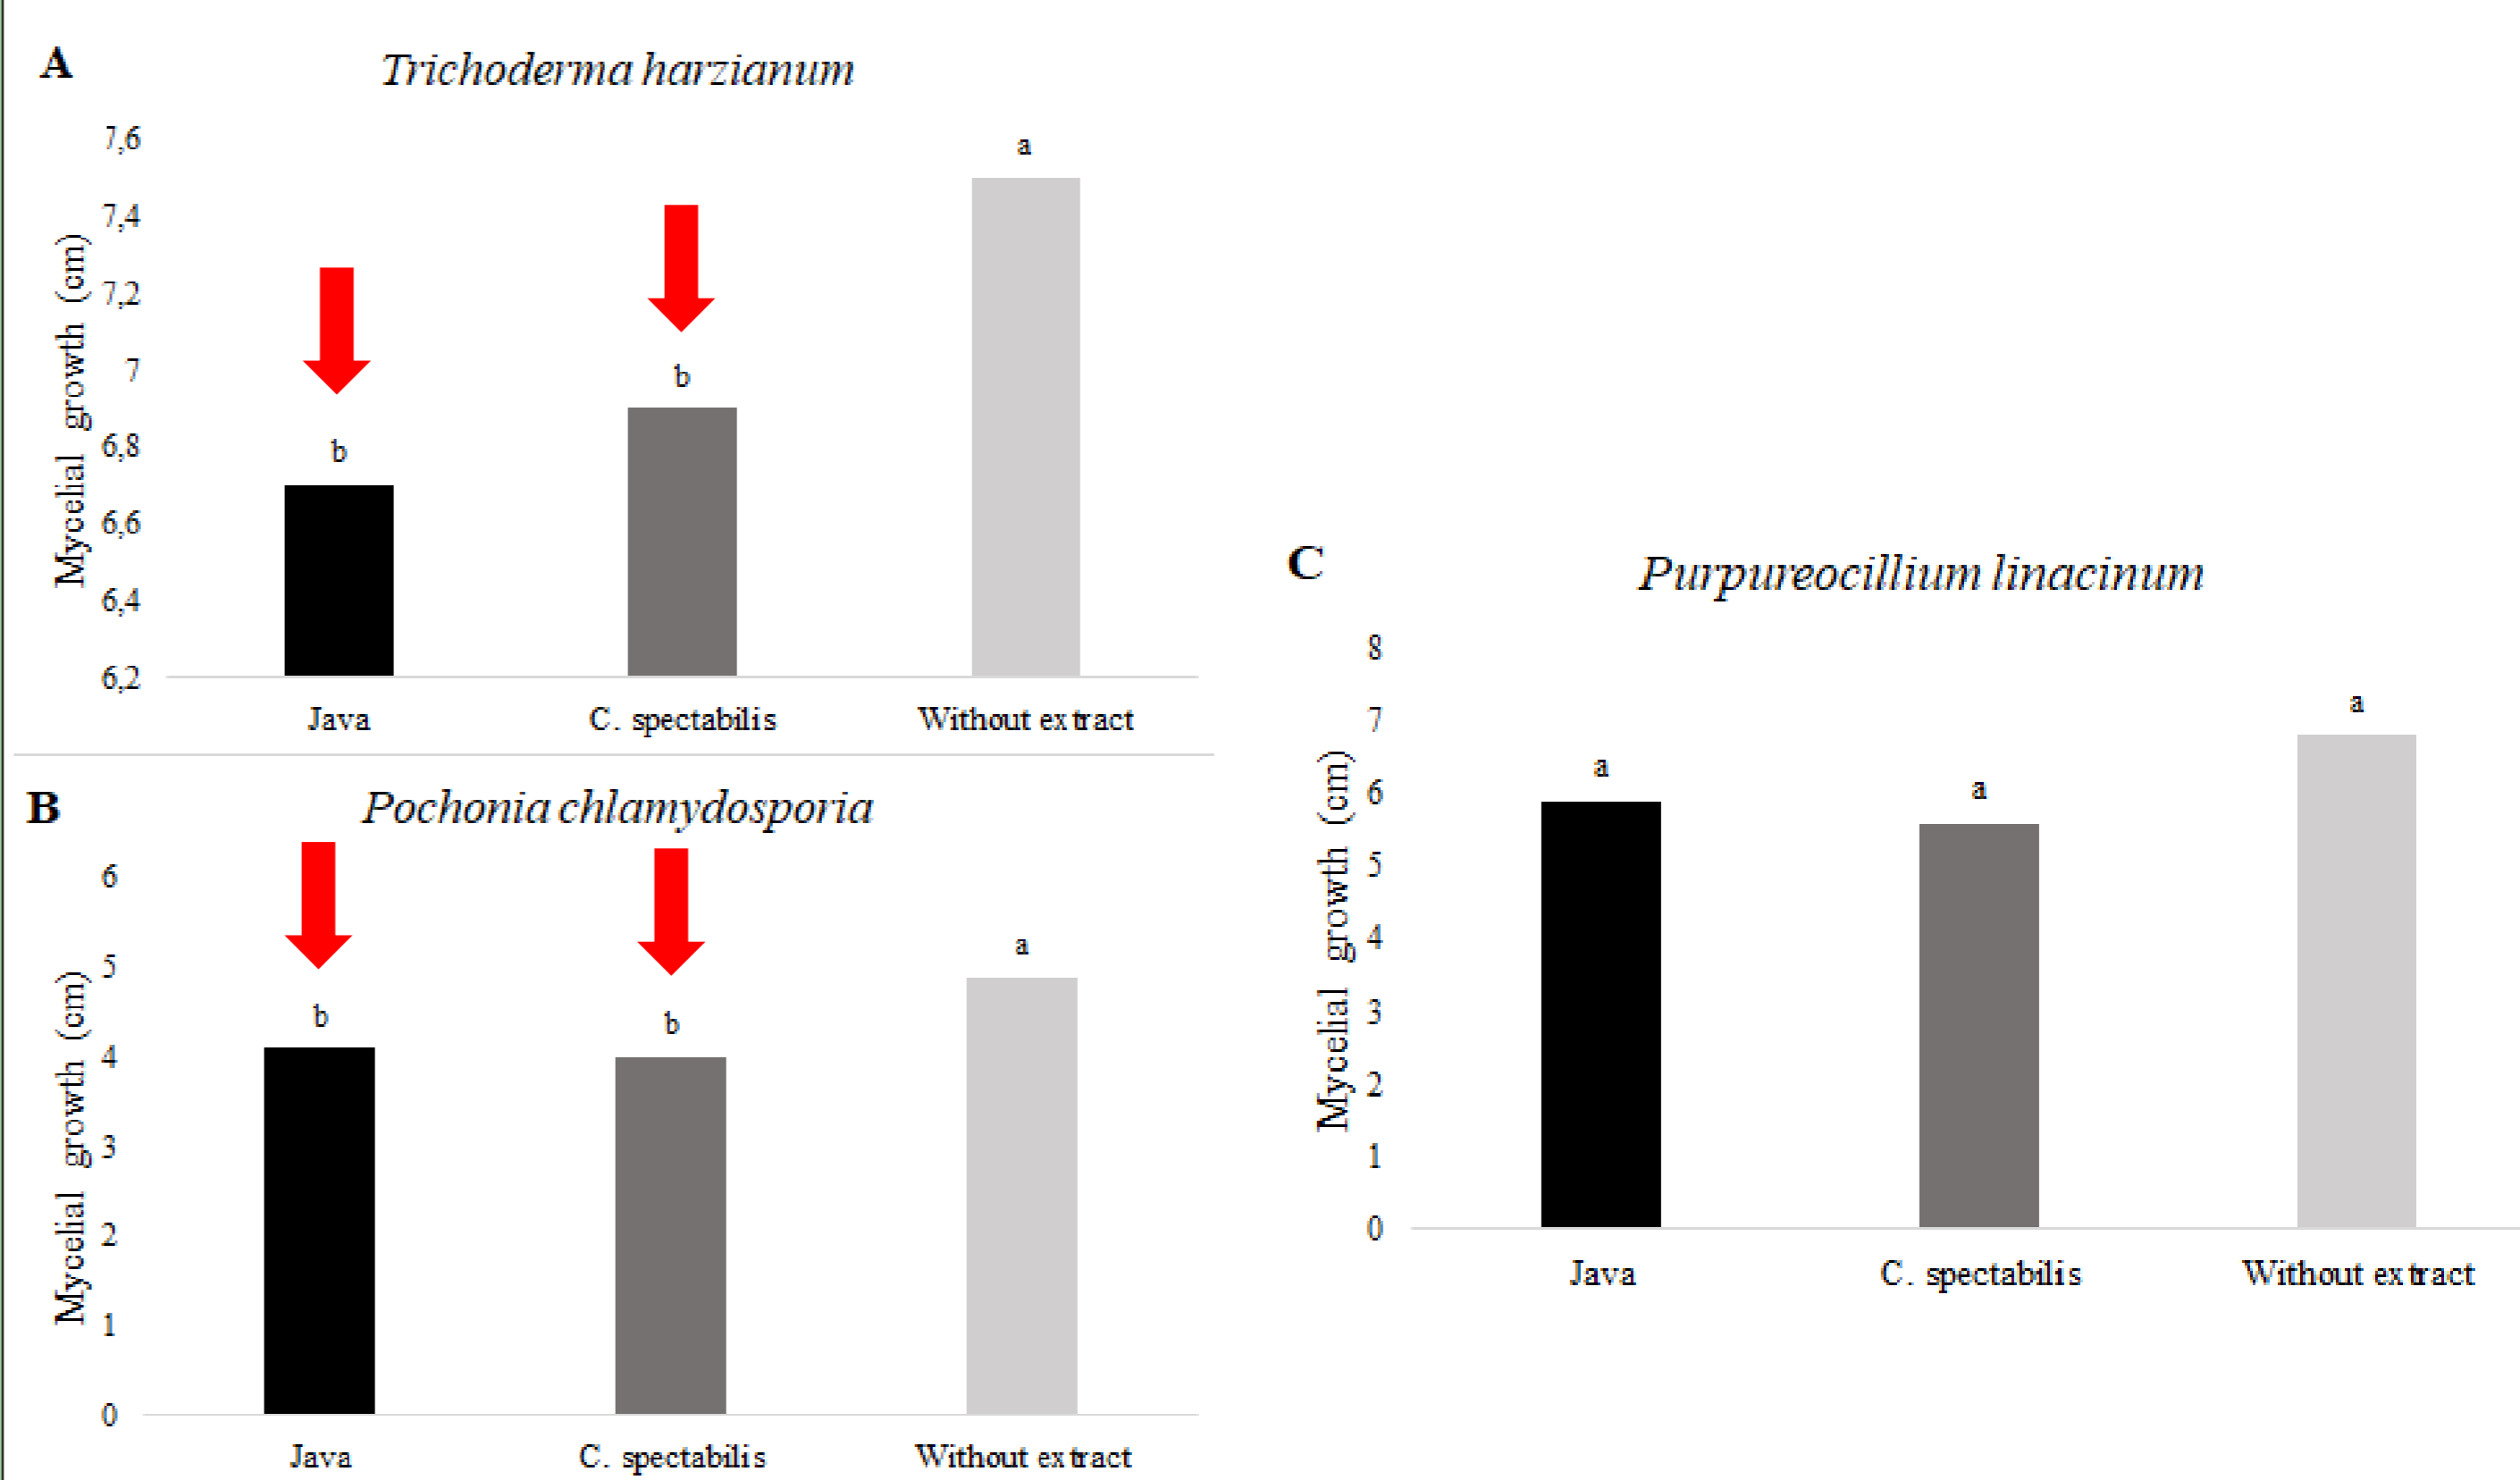 A
Trichoderma harzianum
Mycelial growth (cm)
7,6
7,4
7,2
7
6,8
6,6
6,4
6,2
b
b
a
Java
C. spectabilis
Without extract
B
Pochonia chlamydosporia
Mycelial growth (cm)
6
5
4
3
2
1
0
b
b
a
Java
C. spectabilis
Without extract
C
Purpureocillium linacinum
Mycelial growth (cm)
8
7
6
5
4
3
2
1
0
a
a
a
Java
C. spectabilis
Without extract